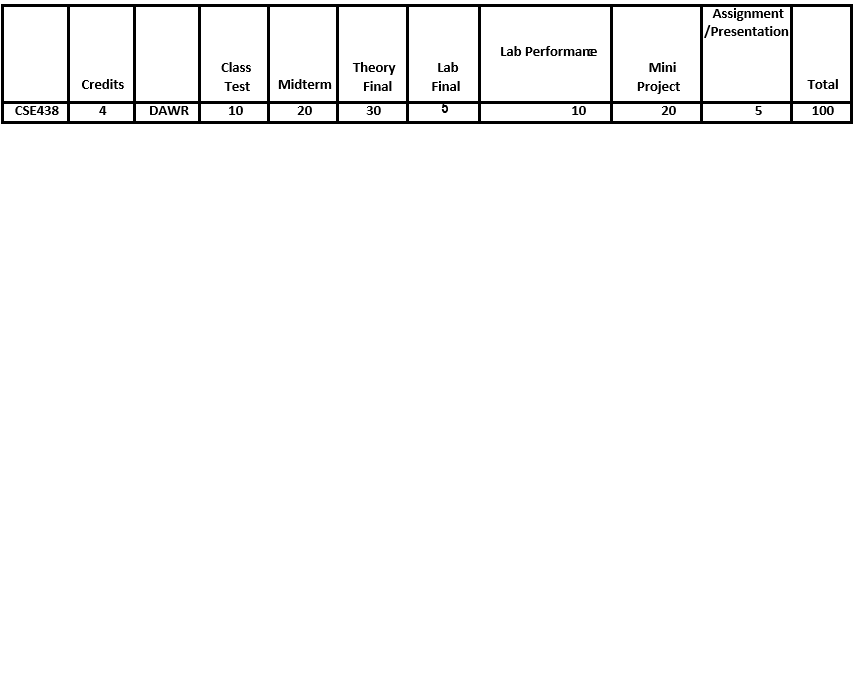 Credits
Class
Test
Midterm
Theory
Final
Lab
Final
Lab Performance
Mini
Project
Assignment
/Presentation
Total
CSE438 4 DAWR 10 20 30 5 10 20 5 100